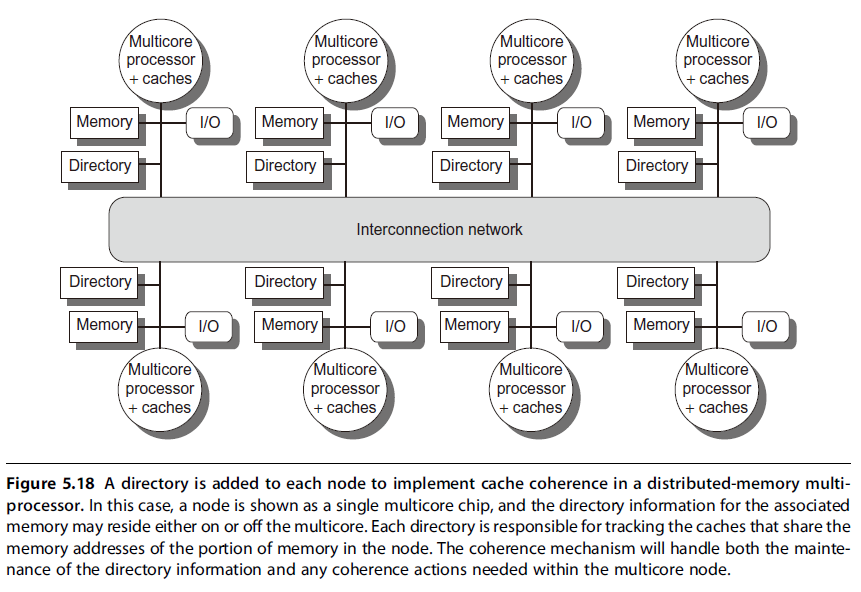 Multicore processor + caches
Multicore processor + caches
Multicore processor + caches
Multicore processor + caches
Memory
I/O
Memory
I/O
Memory
I/O
Memory
I/O
Directory
Directory
Directory
Directory
Interconnection network
Directory
Directory
Directory
Directory
Memory
I/O
Memory
I/O
Memory
I/O
Memory
I/O
Multicore processor + caches
Multicore processor + caches
Multicore processor + caches
Multicore processor + caches
Figure 5.18 A directory is added to each node to implement cache coherence in a distributed-memory multi-
processor. In this case, a node is shown as a single multicore chip, and the directory information for the associated
memory may reside either on or off the multicore. Each directory is responsible for tracking the caches that share the
memory addresses of the portion of memory in the node. The coherence mechanism will handle both the mainte-
nance of the directory information and any coherence actions needed within the multicore node.